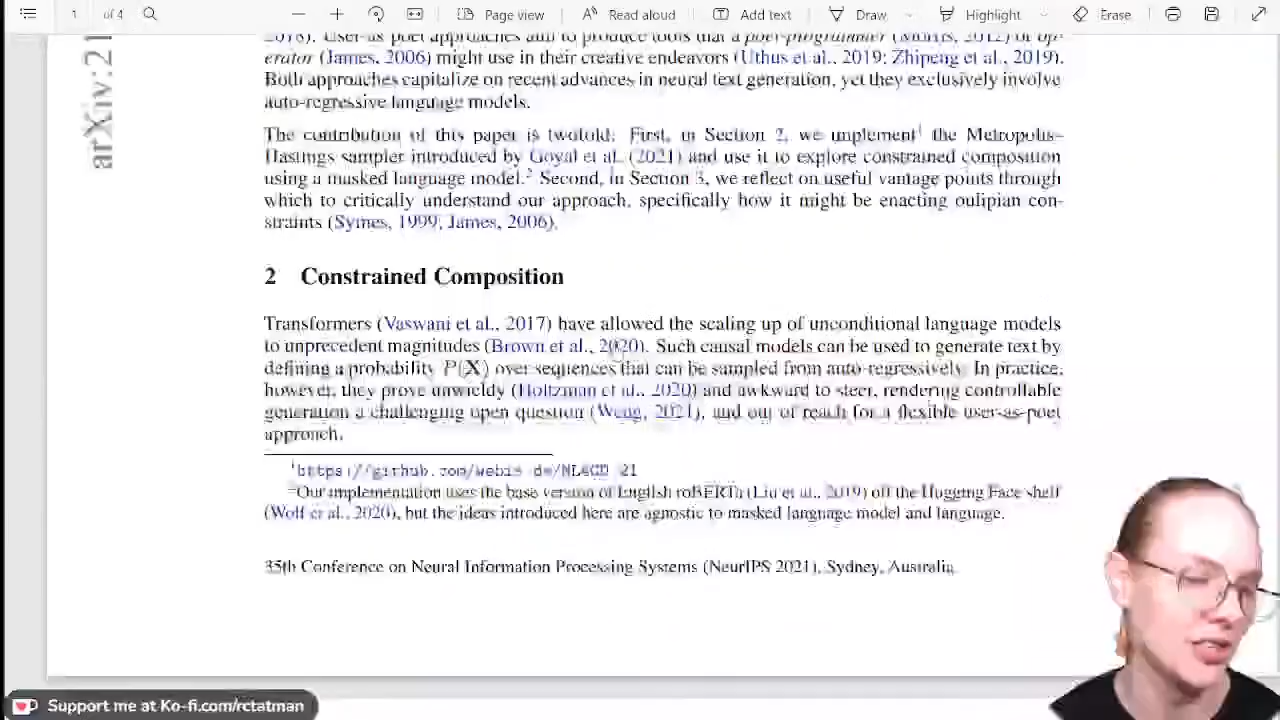 1 of 4 Page view Read aloud Add text Draw Highlight Erase
arXiv:21
2018). User-as-poet approaches aim to produce tools that a poet-programmer (Morris, 2012) or op-
erator (James, 2006) might use in their creative endeavors (Uthus et al., 2019; Zhipeng et al., 2019).
Both approaches capitalize on recent advances in neural text generation, yet they exclusively involve
auto-regressive language models.
The contribution of this paper is twofold: First, in Section 2, we implement¹ the Metropolis-
Hastings sampler introduced by Goyal et al. (2021) and use it to explore constrained composition
using a masked language model.² Second, in Section 3, we reflect on useful vantage points through
which to critically understand our approach, specifically how it might be enacting oulipian con-
straints (Symes, 1999; James, 2006).
2 Constrained Composition
Transformers (Vaswani et al., 2017) have allowed the scaling up of unconditional language models
to unprecedent magnitudes (Brown et al., 2020). Such causal models can be used to generate text by
defining a probability P(X) over sequences that can be sampled from auto-regressively. In practice,
however, they prove unwieldy (Holtzman et al., 2020) and awkward to steer, rendering controllable
generation a challenging open question (Weng, 2021), and out of reach for a flexible user-as-poet
approach.
¹https://github.com/webis-de/NL4CD-21
²Our implementation uses the base version of English roBERTa (Liu et al., 2019) off the Hugging Face shelf
(Wolf et al., 2020), but the ideas introduced here are agnostic to masked language model and language.
35th Conference on Neural Information Processing Systems (NeurIPS 2021), Sydney, Australia.
Support me at Ko-fi.com/rctatman